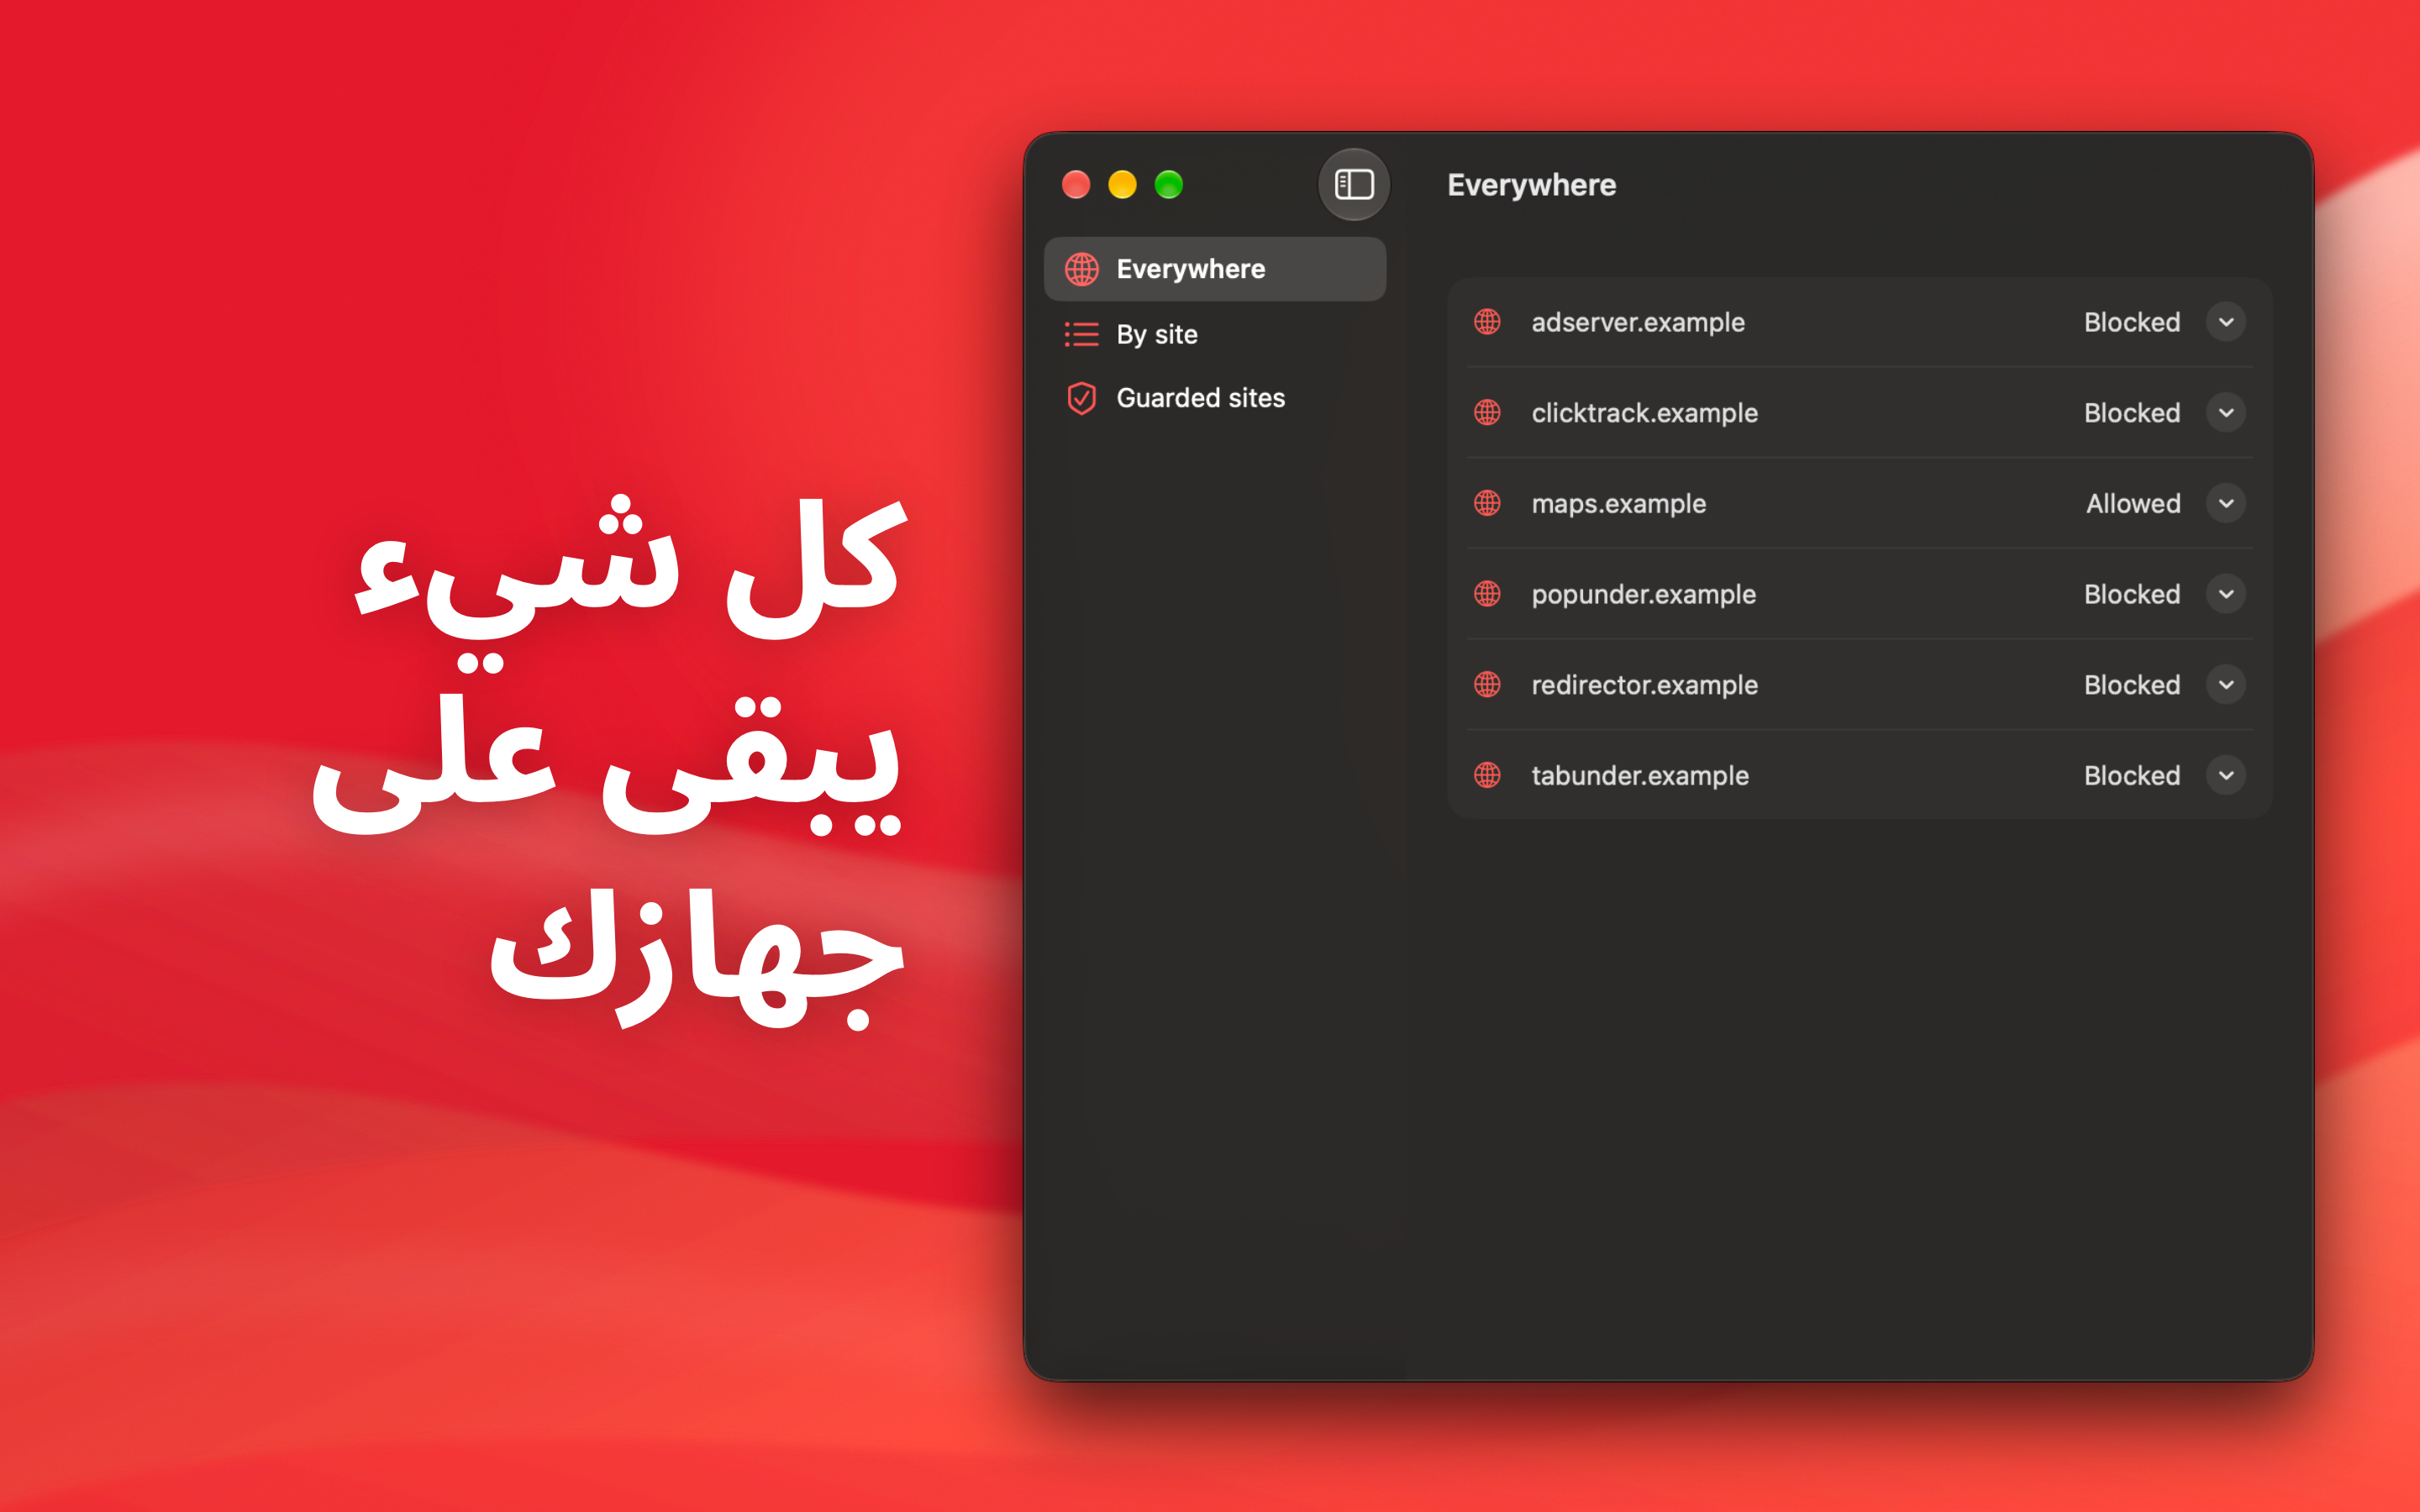 كل شيء
يبقى على
جهازك
Everywhere
Everywhere
By site
Guarded sites
adserver.example Blocked
clicktrack.example Blocked
maps.example Allowed
popunder.example Blocked
redirector.example Blocked
tabunder.example Blocked